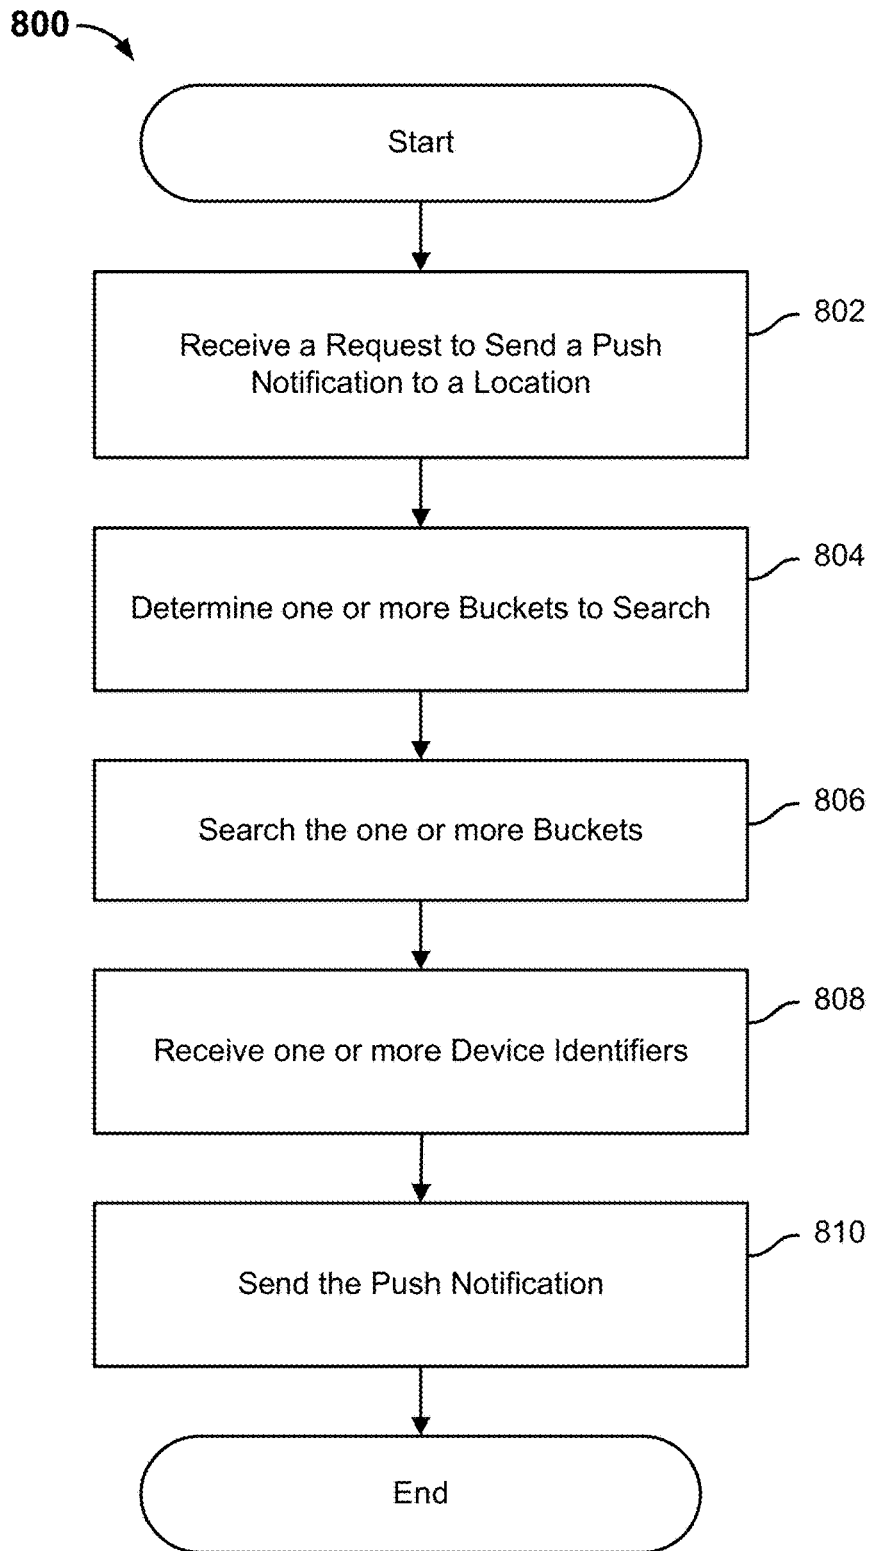 800
Start
802
Receive a Request to Send a Push
Notification to a Location
804
Determine one or more Buckets to Search
806
Search the one or more Buckets
808
Receive one or more Device Identifiers
810
Send the Push Notification
End